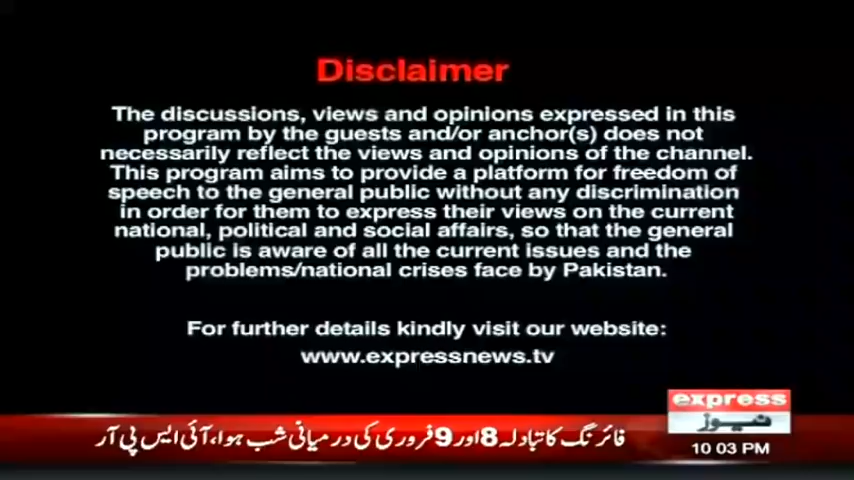 Disclaimer
The discussions, views and opinions expressed in this
program by the guests and/or anchor(s) does not
necessarily reflect the views and opinions of the channel.
This program aims to provide a platform for freedom of
speech to the general public without any discrimination
in order for them to express their views on the current
national, political and social affairs, so that the general
public is aware of all the current issues and the
problems/national crises face by Pakistan.
For further details kindly visit our website:
www.expressnews.tv
express
نیوز
فائرنگ کا تبادلہ 8 اور 9 فروری کی درمیانی شب ہوا، آئی ایس پی آر
10:03 PM